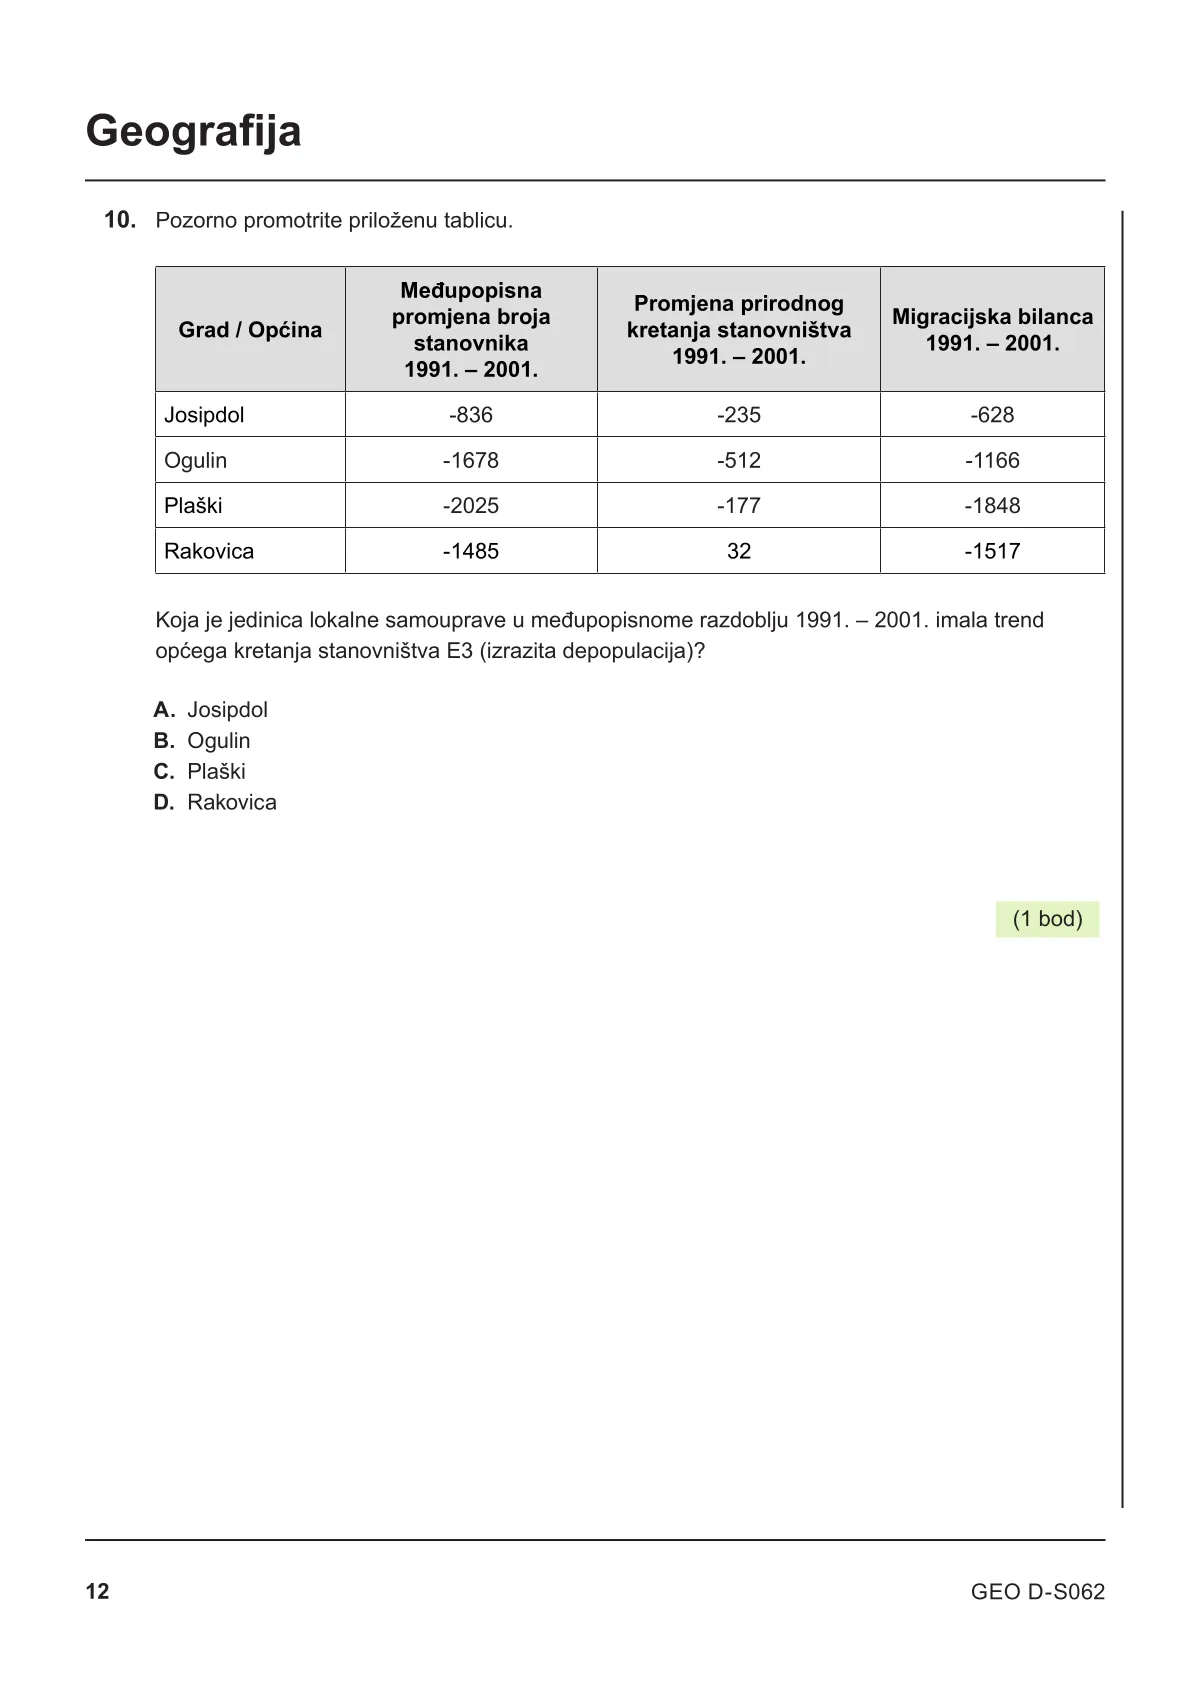 Geografija
10. Pozorno promotrite priloženu tablicu.
Grad / Općina
Međupopisna
promjena broja
stanovnika
1991. – 2001.
Promjena prirodnog
kretanja stanovništva
1991. – 2001.
Migracijska bilanca
1991. – 2001.
Josipdol -836 -235 -628
Ogulin -1678 -512 -1166
Plaški -2025 -177 -1848
Rakovica -1485 32 -1517
Koja je jedinica lokalne samouprave u međupopisnome razdoblju 1991. – 2001. imala trend
općega kretanja stanovništva E3 (izrazita depopulacija)?
A. Josipdol
B. Ogulin
C. Plaški
D. Rakovica
(1 bod)
12 GEO D-S062